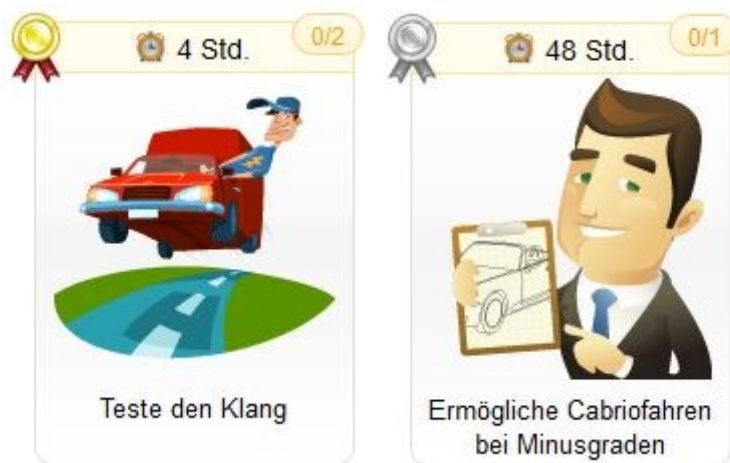 4 Std.
0/2
Teste den Klang
48 Std.
0/1
Ermögliche Cabriofahren
bei Minusgraden